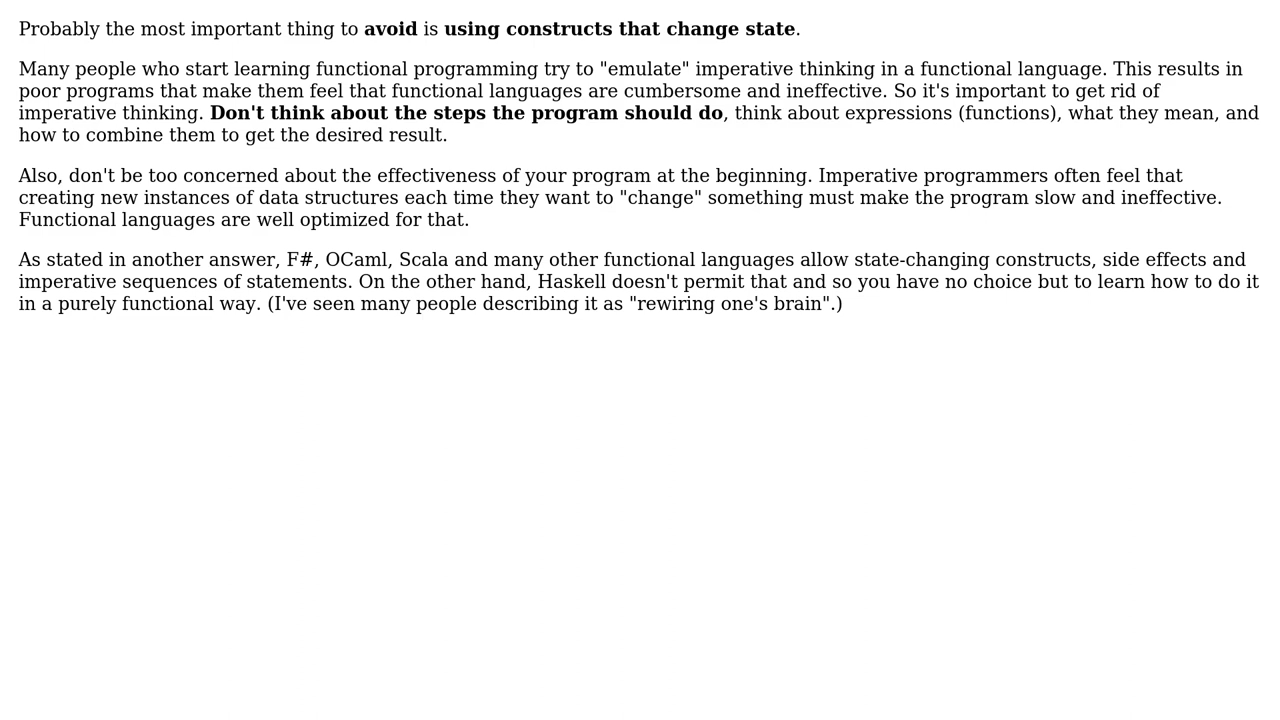 Probably the most important thing to avoid is using constructs that change state.
Many people who start learning functional programming try to "emulate" imperative thinking in a functional language. This results in
poor programs that make them feel that functional languages are cumbersome and ineffective. So it's important to get rid of
imperative thinking. Don't think about the steps the program should do, think about expressions (functions), what they mean, and
how to combine them to get the desired result.
Also, don't be too concerned about the effectiveness of your program at the beginning. Imperative programmers often feel that
creating new instances of data structures each time they want to "change" something must make the program slow and ineffective.
Functional languages are well optimized for that.
As stated in another answer, F#, OCaml, Scala and many other functional languages allow state-changing constructs, side effects and
imperative sequences of statements. On the other hand, Haskell doesn't permit that and so you have no choice but to learn how to do it
in a purely functional way. (I've seen many people describing it as "rewiring one's brain".)